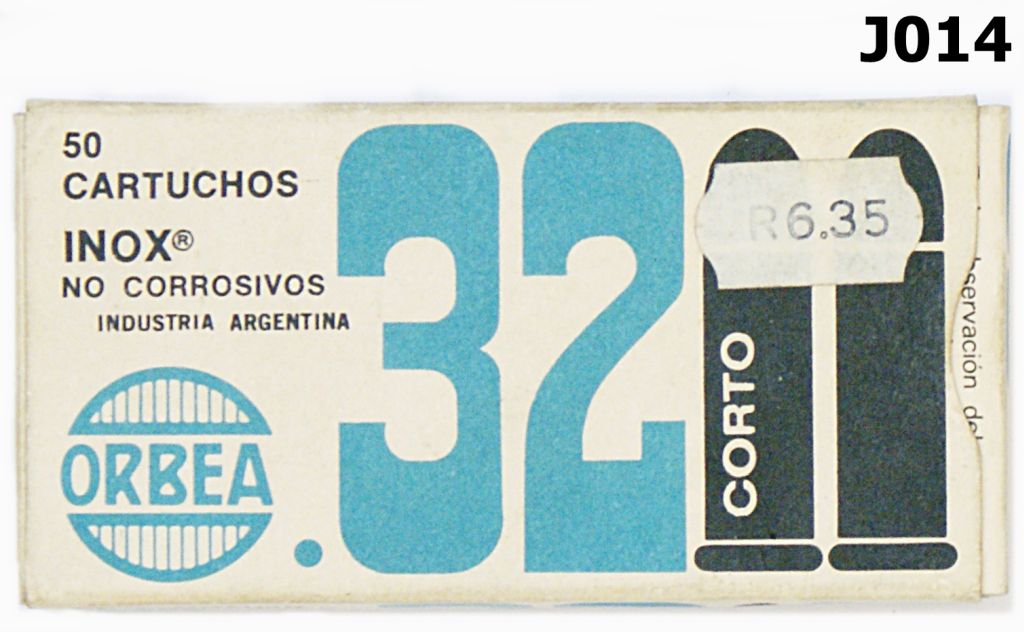 J014
50
CARTUCHOS
INOX®
NO CORROSIVOS
INDUSTRIA ARGENTINA
ORBEA
.32
CORTO
R6.35
servación